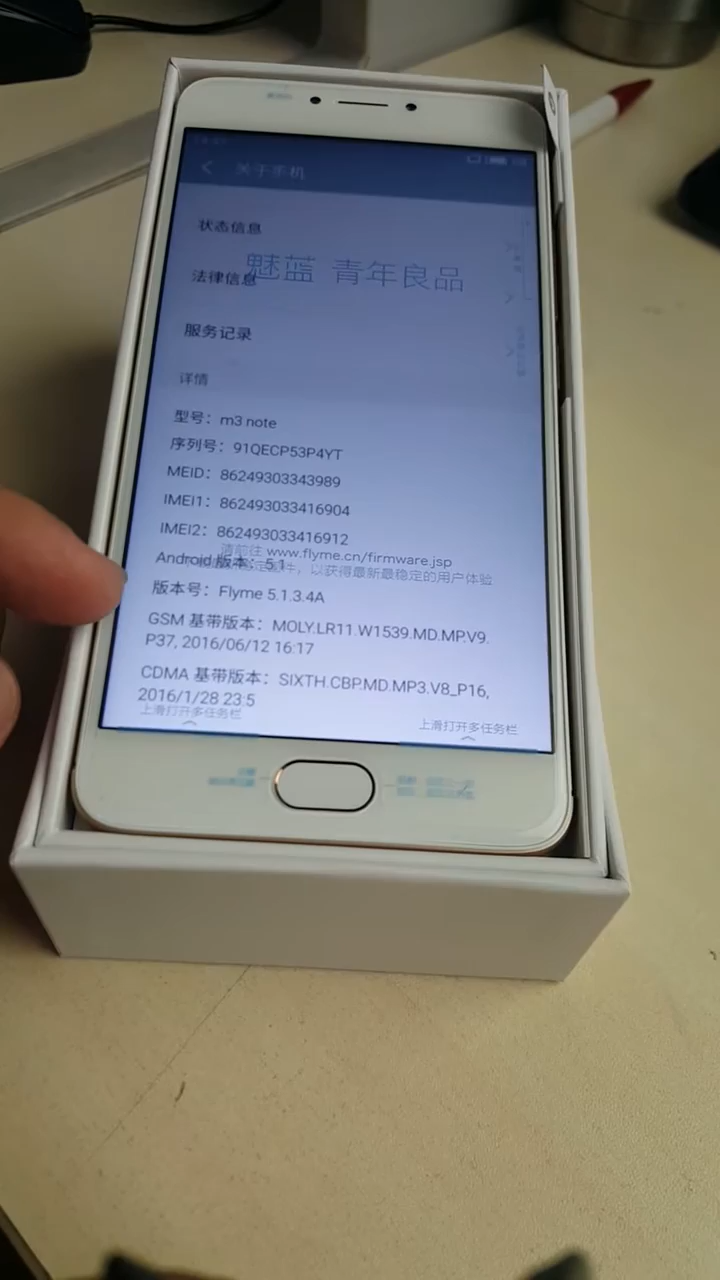 关于手机
状态信息
魅蓝 青年良品
法律信息
服务记录
详情
型号：m3 note
序列号：91QECP53P4YT
MEID：86249303343989
IMEI1：862493033416904
IMEI2：862493033416912
请前往 www.flyme.cn/firmware.jsp
Android 版本：5.1
件，以获得最新最稳定的用户体验
版本号：Flyme 5.1.3.4A
GSM 基带版本：MOLY.LR11.W1539.MD.MP.V9.
P37, 2016/06/12 16:17
CDMA 基带版本：SIXTH.CBP.MD.MP3.V8_P16,
2016/1/28 23:5
上滑打开多任务栏
上滑打开多任务栏